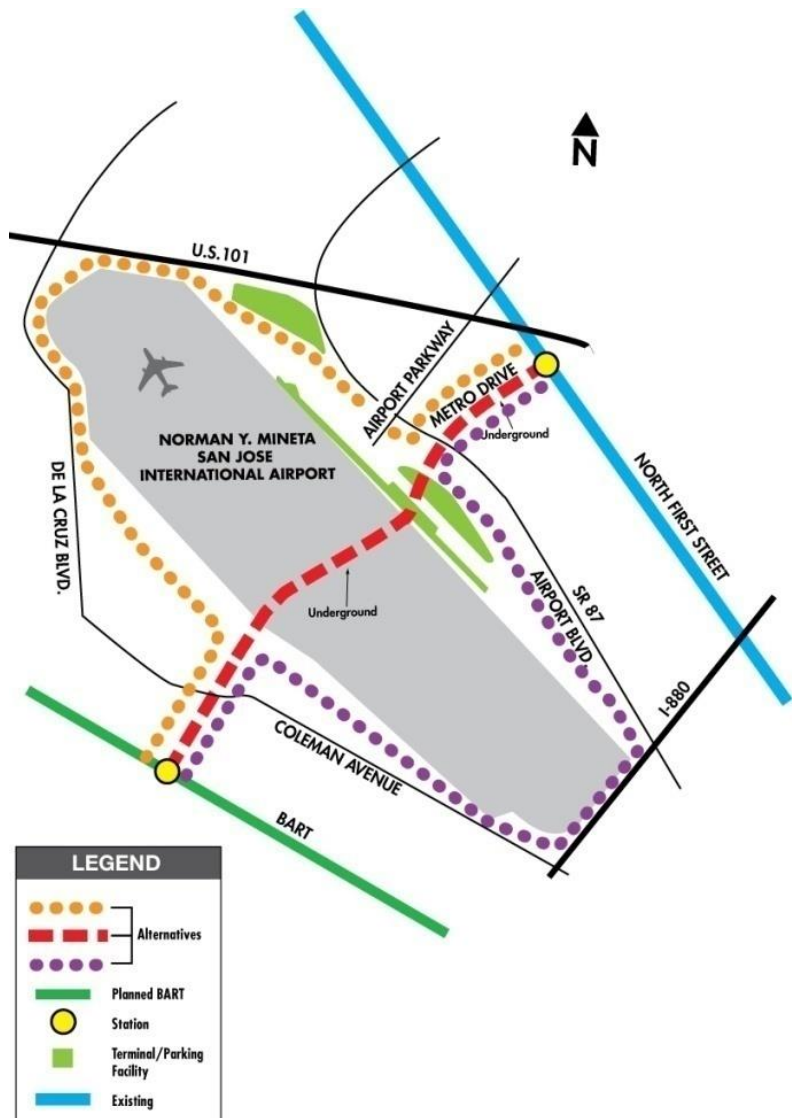 N
U.S.101
AIRPORT PARKWAY
METRO DRIVE
Underground
NORMAN Y. MINETA
SAN JOSE
INTERNATIONAL AIRPORT
DE LA CRUZ BLVD.
NORTH FIRST STREET
SR 87
AIRPORT BLVD.
Underground
I-880
COLEMAN AVENUE
BART
LEGEND
Alternatives
Planned BART
Station
Terminal/Parking
Facility
Existing